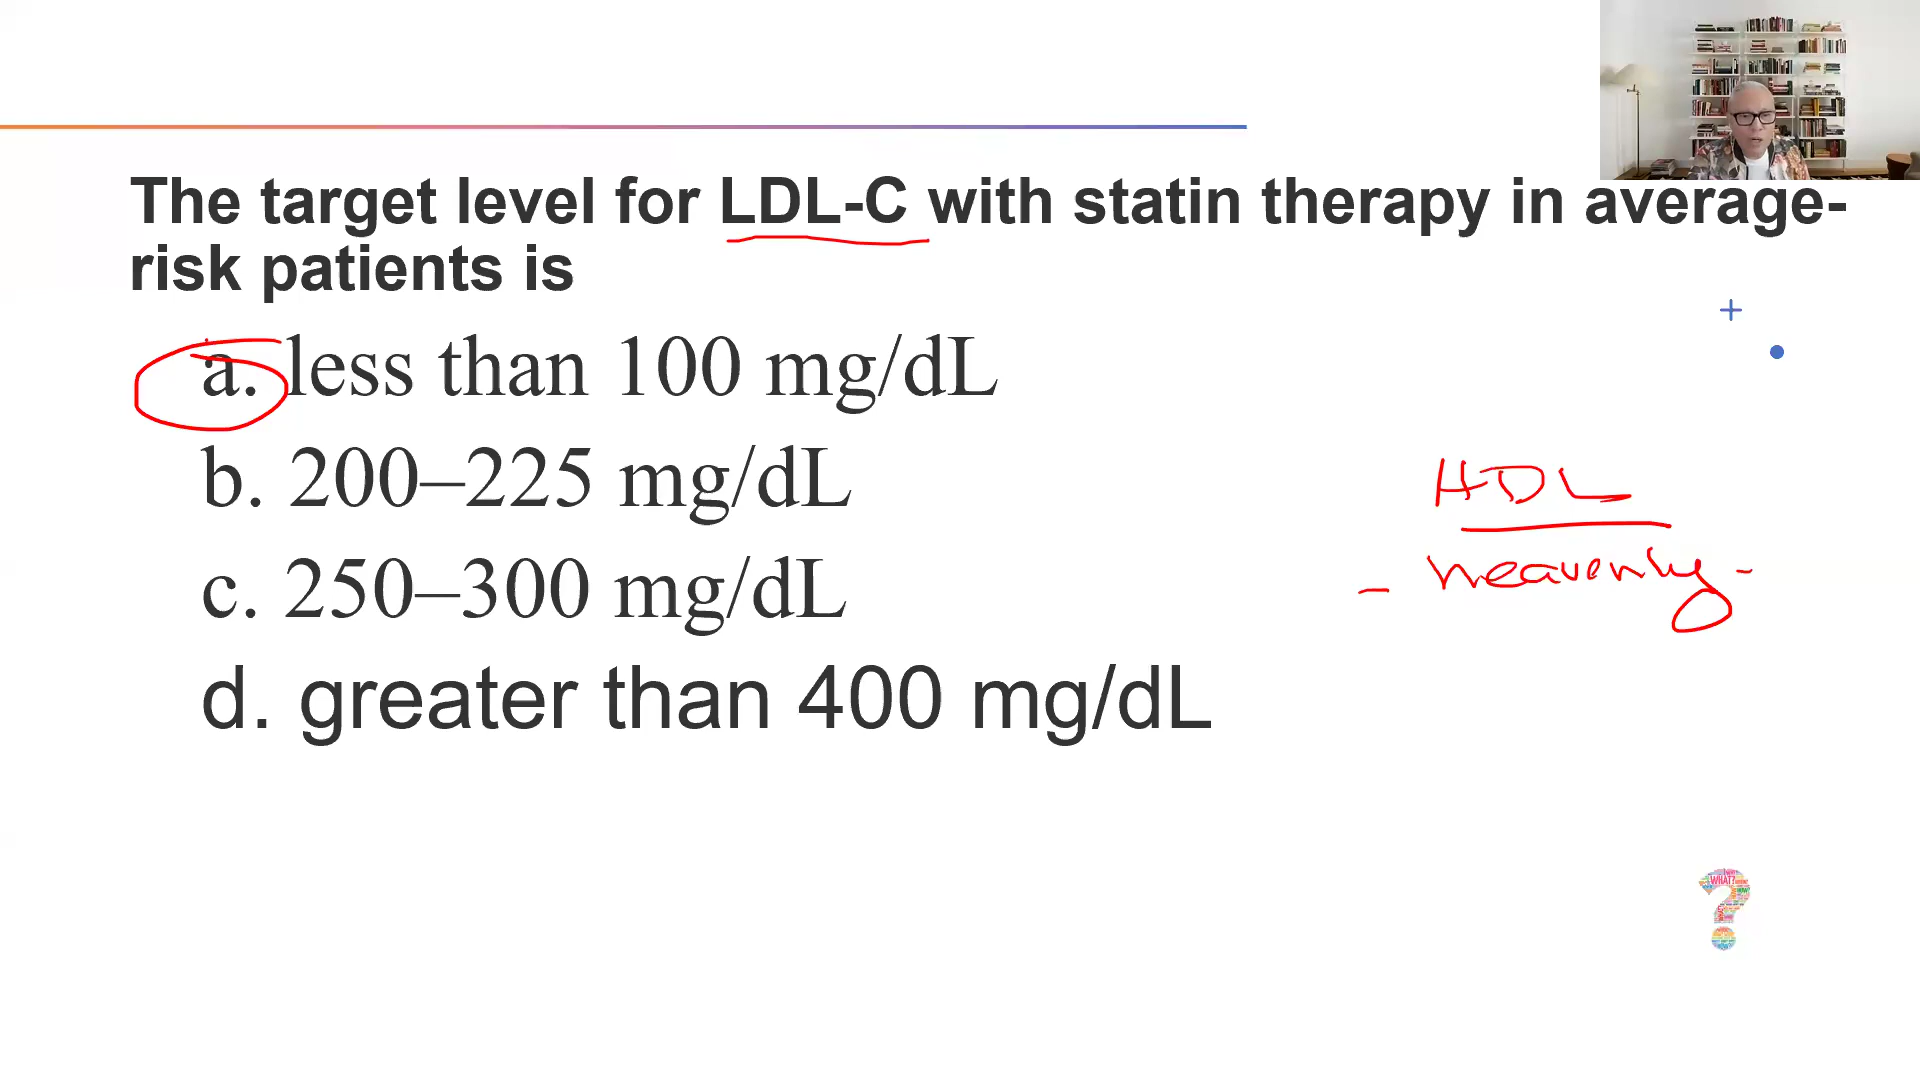 The target level for LDL-C with statin therapy in average-
risk patients is
a. less than 100 mg/dL
b. 200–225 mg/dL
c. 250–300 mg/dL
d. greater than 400 mg/dL
HDL
- heavenly -
WHAT?